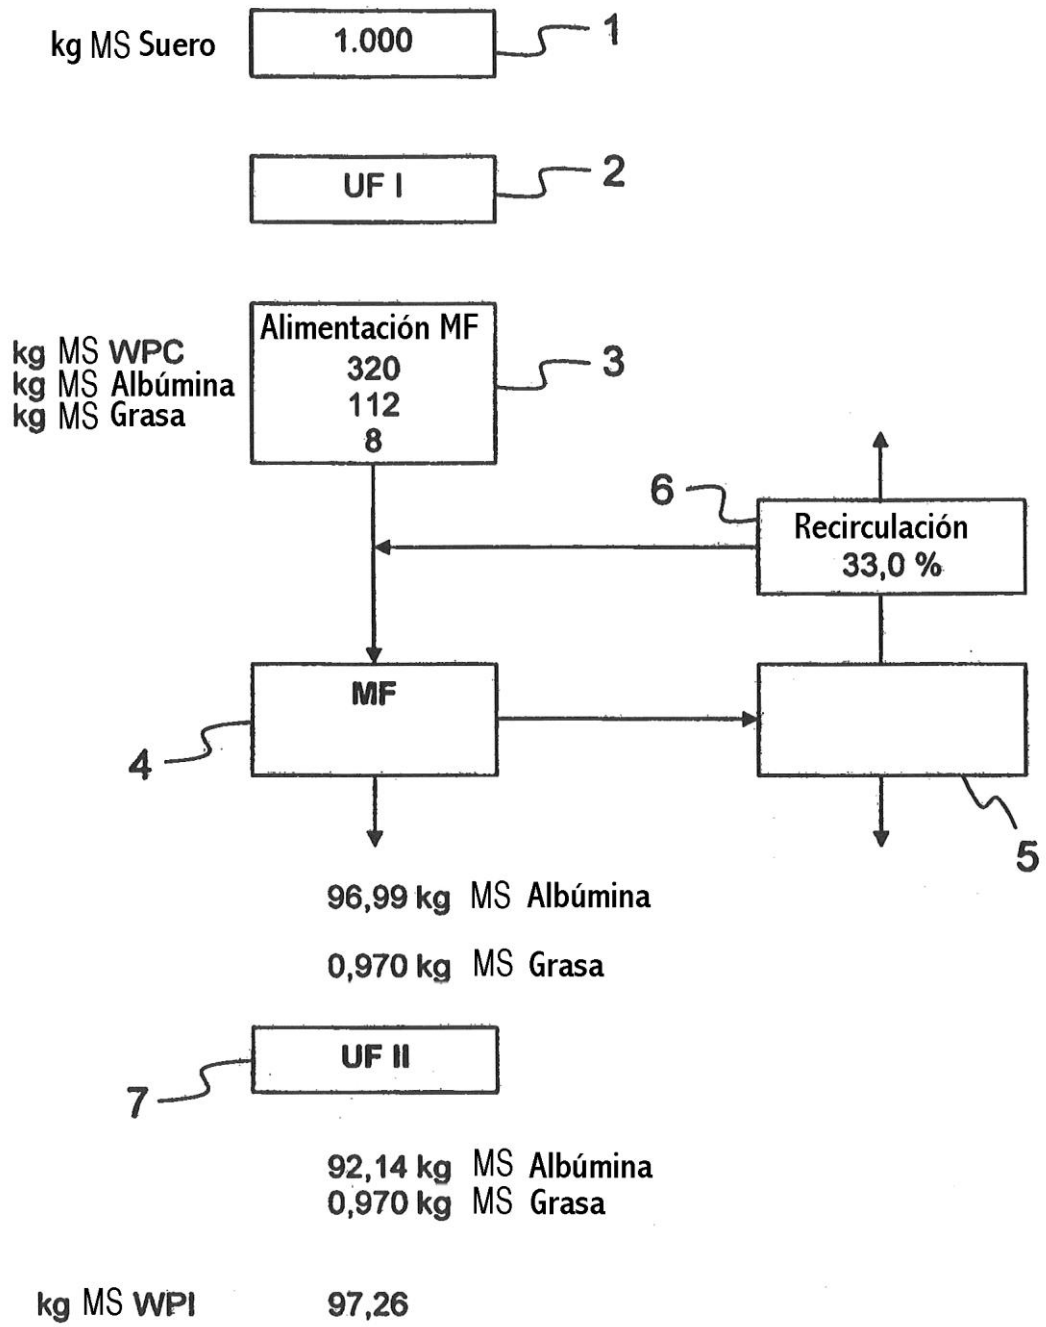 kg MS Suero 1.000 1
UF I 2
Alimentación MF
kg MS WPC 320 3
kg MS Albúmina 112
kg MS Grasa 8
6
Recirculación
33,0 %
MF
4
5
96,99 kg MS Albúmina
0,970 kg MS Grasa
UF II
7
92,14 kg MS Albúmina
0,970 kg MS Grasa
kg MS WPI 97,26